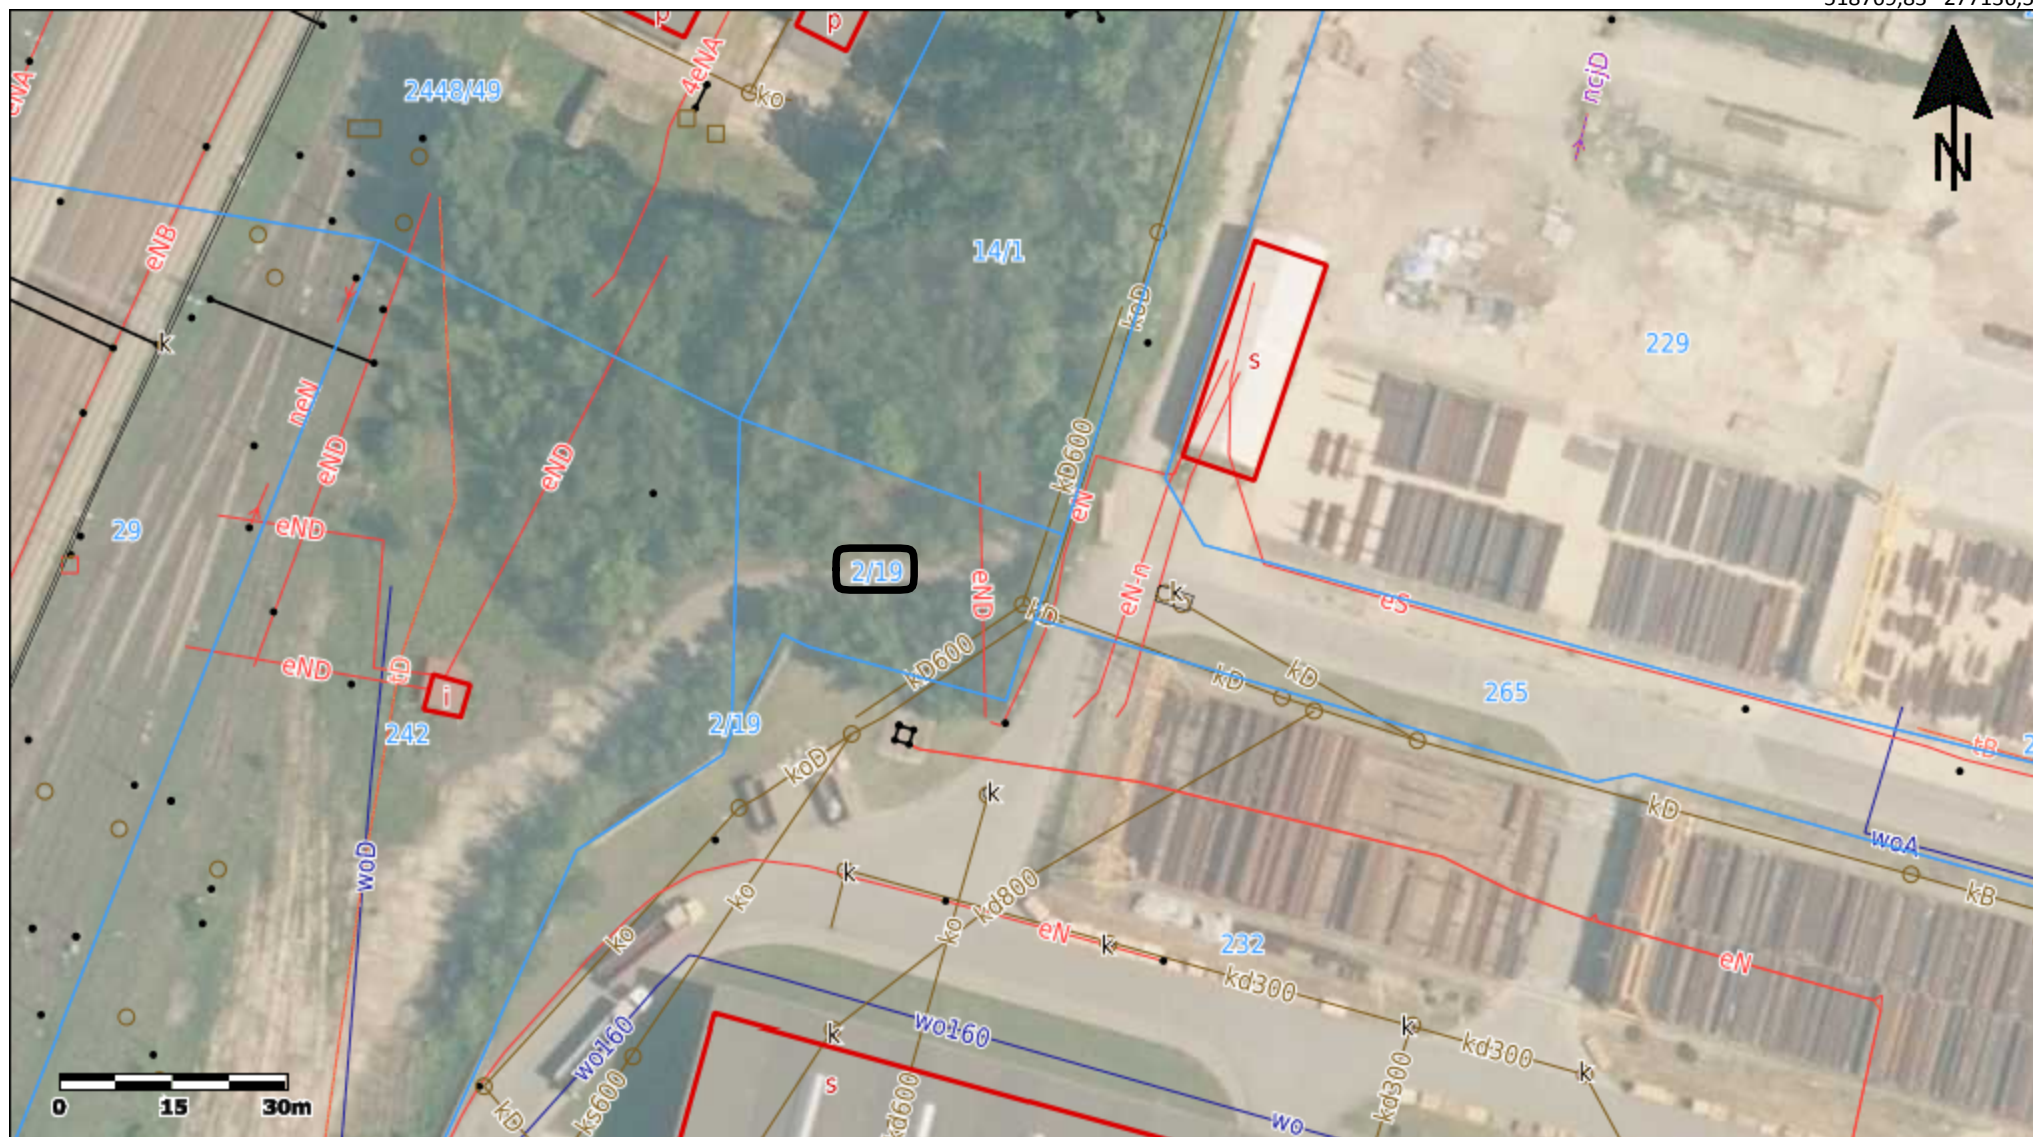 p
p
4eNA
ncjD
2448/49
ko
N
eNB
14/1
koD
k
229
s
neN
kD600
eND
eND
eN
29
eND
2/19
eND
eN-n
k
eS
kD
eND
tD
kD600
kD
kD
265
i
242
2/19
koD
tB
k
kD
woA
woD
k
ko
kd800
kB
ko
ko
eN
k
232
eN
kd300
wo160
wo160
k
k
kd300
k
0 15 30m
kD
ks600
s
kd600
kd300
wo